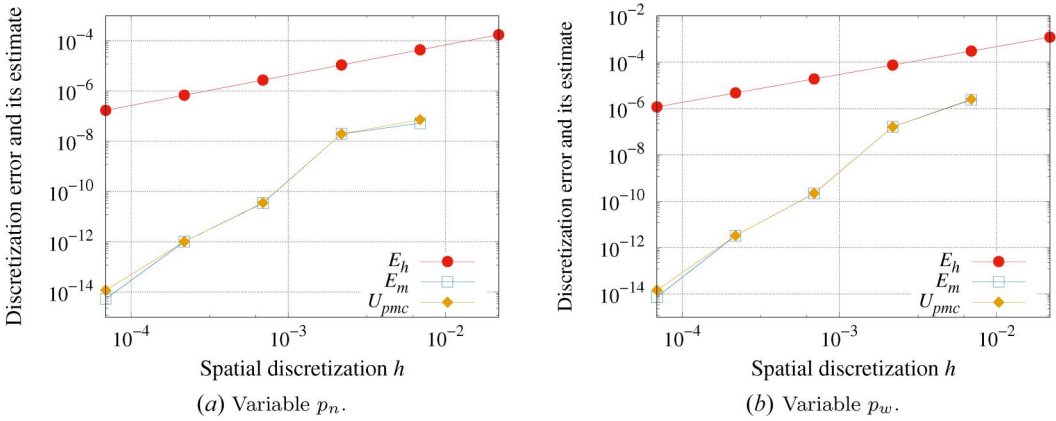 Discretization error and its estimate
10⁻⁴
10⁻⁶
10⁻⁸
10⁻¹⁰
10⁻¹²
10⁻¹⁴
E_h
E_m
U_pmc
10⁻⁴ 10⁻³ 10⁻²
Spatial discretization h
(a) Variable p_n.
Discretization error and its estimate
10⁻²
10⁻⁴
10⁻⁶
10⁻⁸
10⁻¹⁰
10⁻¹²
10⁻¹⁴
E_h
E_m
U_pmc
10⁻⁴ 10⁻³ 10⁻²
Spatial discretization h
(b) Variable p_w.